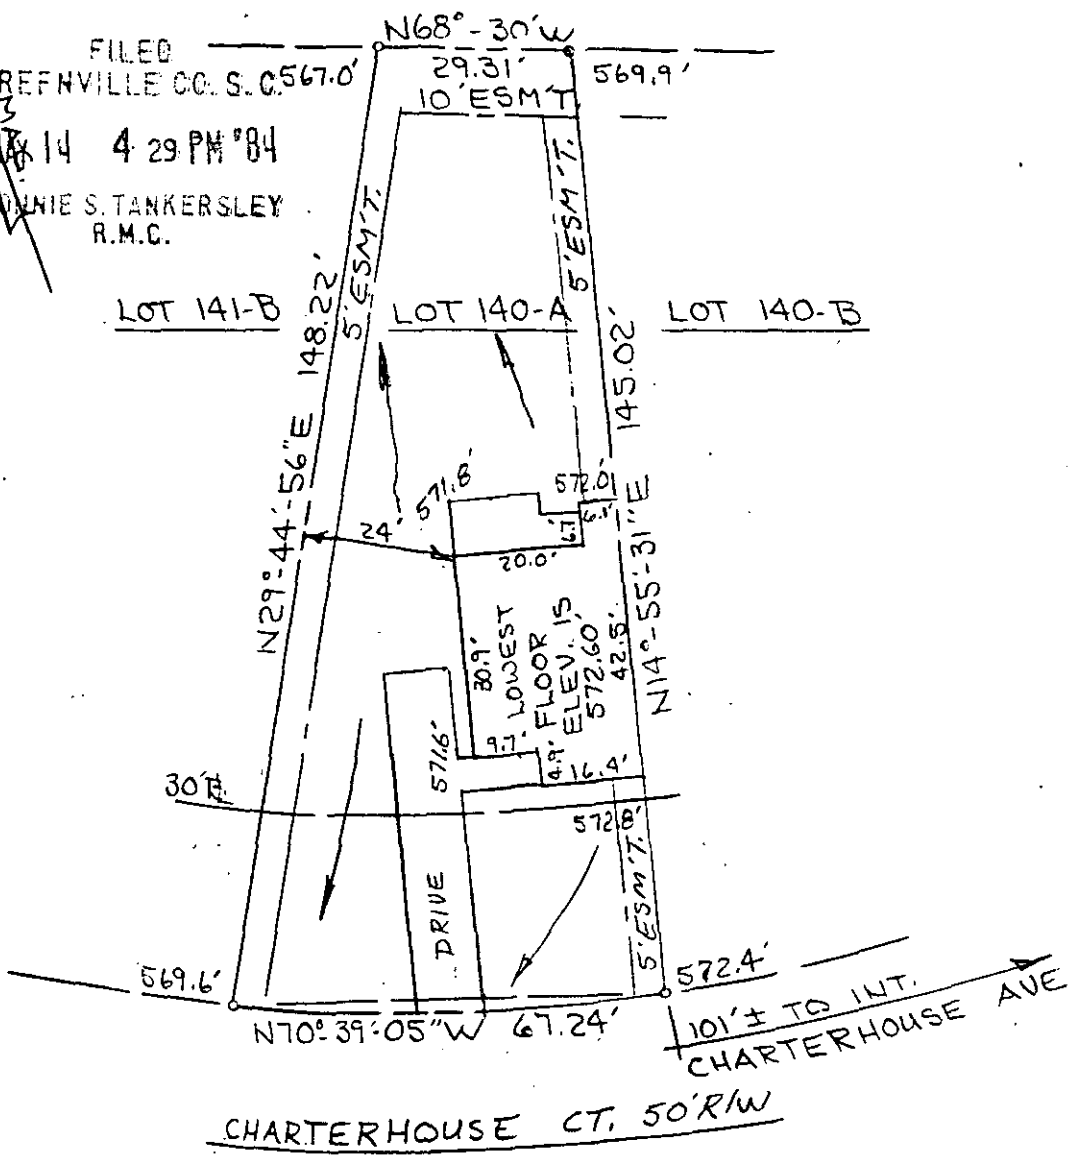 FILED
REENVILLE CO. S. C.
14 4 29 PM '84
NNIE S. TANKERSLEY
R.M.C.
N68°-30'W
567.0'
29.31'
569.9'
10' ESM'T
5' ESM'T.
5' ESM'T.
LOT 141-B
LOT 140-A
LOT 140-B
148.22'
145.02'
N29°-44'-56"E
N14°-55'-31"E
571.8'
572.0'
24'
6.7'
6.1'
20.0'
30.9'
LOWEST
FLOOR
ELEV. IS
572.60'
42.5'
571.6'
9.7'
4.9'
16.4'
30'
572.8'
DRIVE
5' ESM'T.
569.6'
572.4'
N70°-39'-05"W 67.24'
101'± TO INT.
CHARTERHOUSE AVE
CHARTERHOUSE CT. 50' R/W